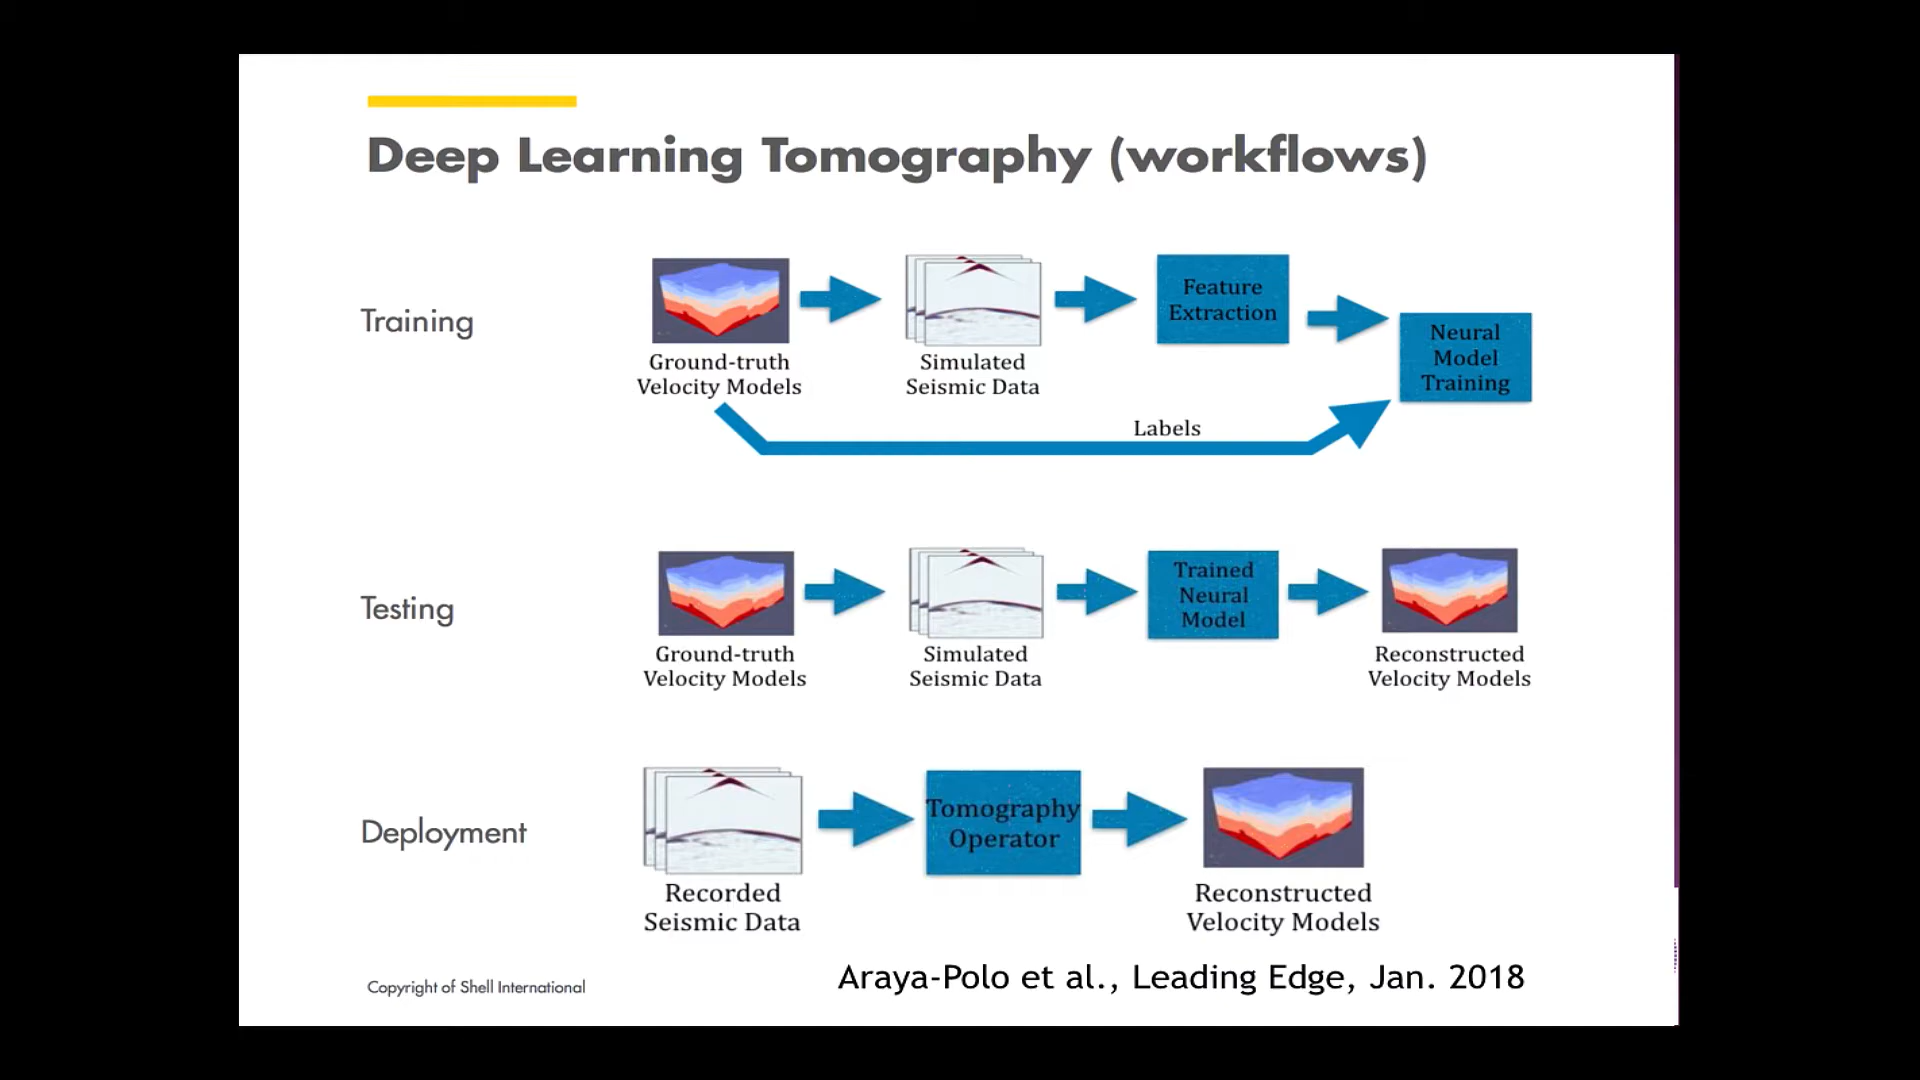 Deep Learning Tomography (workflows)
Training
Ground-truth
Velocity Models
Simulated
Seismic Data
Feature
Extraction
Neural
Model
Training
Labels
Testing
Ground-truth
Velocity Models
Simulated
Seismic Data
Trained
Neural
Model
Reconstructed
Velocity Models
Deployment
Recorded
Seismic Data
Tomography
Operator
Reconstructed
Velocity Models
Copyright of Shell International
Araya-Polo et al., Leading Edge, Jan. 2018